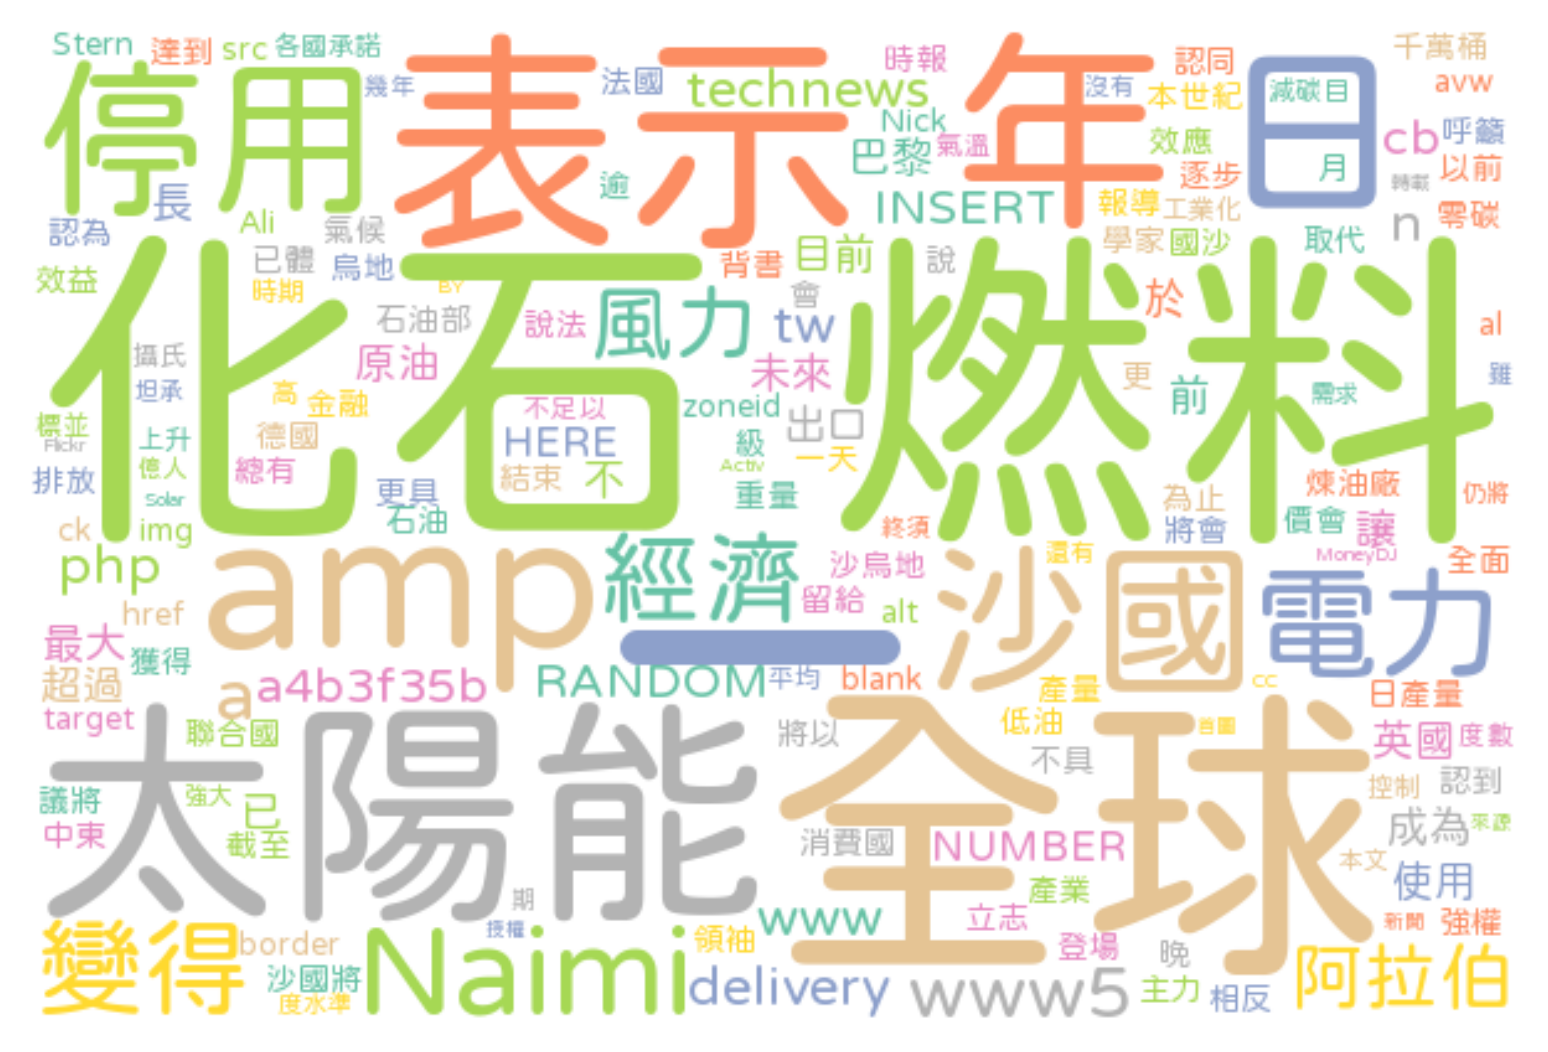 Stern
達到
src
各國承諾
停用
幾年
表示
法國
technews
時報
Nick
巴黎
氣溫
年
沒有
認同
本世紀
效應
日
減碳目
月
千萬桶
avw
cb
呼籲
以前
轉載
零碳
n
認為
長
Ali
氣候
逾
INSERT
逐步
報導
工業化
學家
國沙
取代
效益
已體
烏地
時期
BY
背書
目前
說
會
化石
燃料
石油部
說法
風力
tw
於
al
攝氏
原油
未來
更
前
需求
雖
坦承
高
金融
不足以
zoneid
出口
標並
Flickr
上升
德國
HERE
級
一天
排放
億人
總有
結束
不
Activ
Solar
更具
重量
為止
煉油廠
仍將
ck
img
石油
終須
將會
價會
讓
php
amp
經濟
沙烏地
還有
MoneyDJ
全面
href
留給
alt
沙國
電力
一
最大
獲得
超過
a
a4b3f35b
RANDOM
平均
blank
產量
cc
日產量
target
聯合國
太陽能
將以
全球
低油
首圖
英國
度數
不具
議將
強大
已
控制
認到
中東
截至
消費國
NUMBER
成為
來源
本文
期
產業
使用
變得
border
授權
www
立志
新聞
強權
Naimi
領袖
登場
晚
沙國將
度水準
delivery
www5
主力
相反
阿拉伯